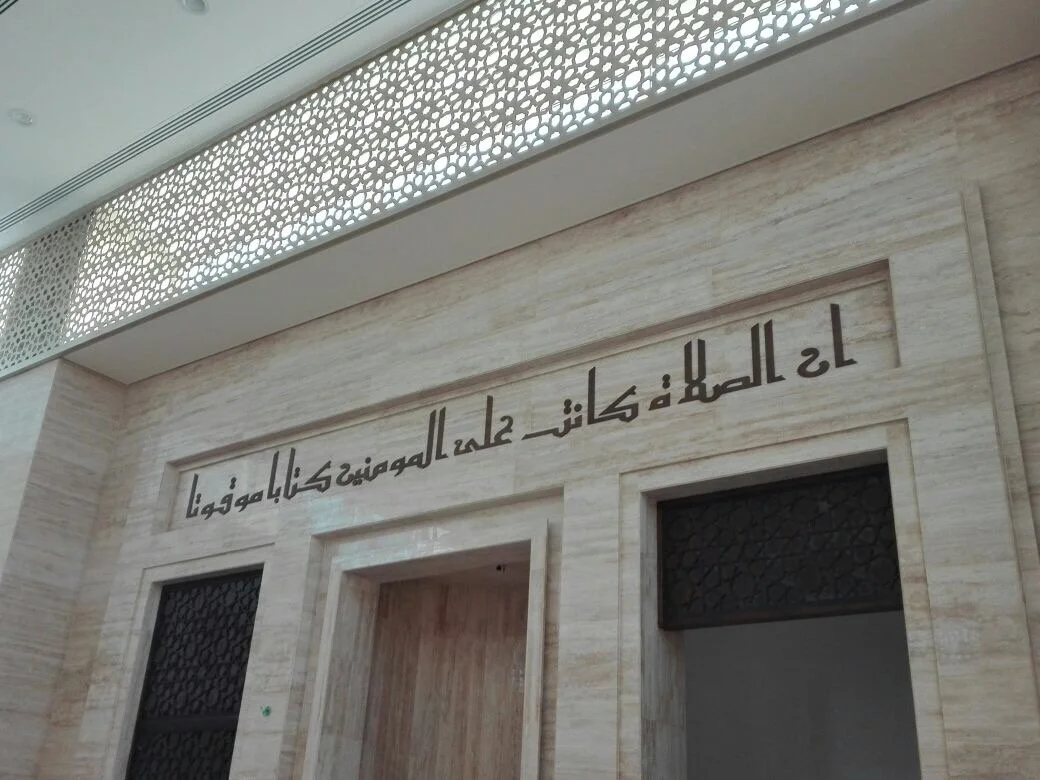 ان الصلاة كانت على المومنين كتابا موقوتا